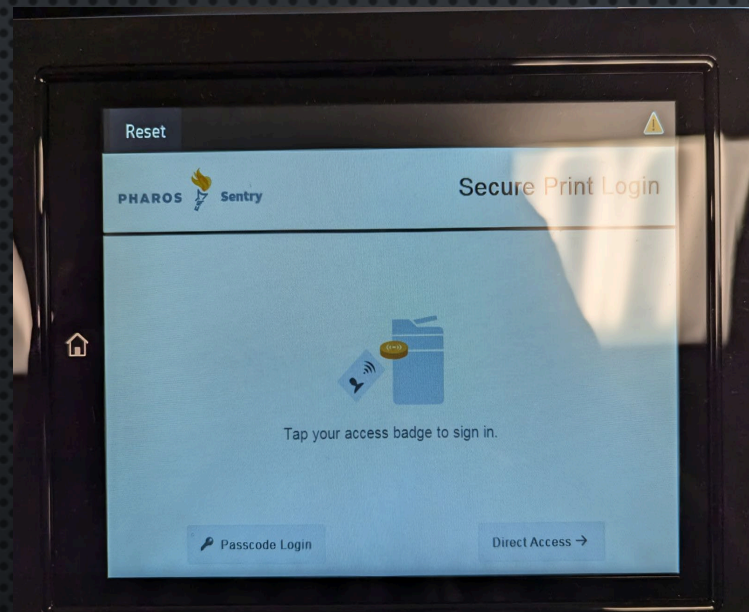 Reset
PHAROS Sentry
Secure Print Login
Tap your access badge to sign in.
Passcode Login
Direct Access →